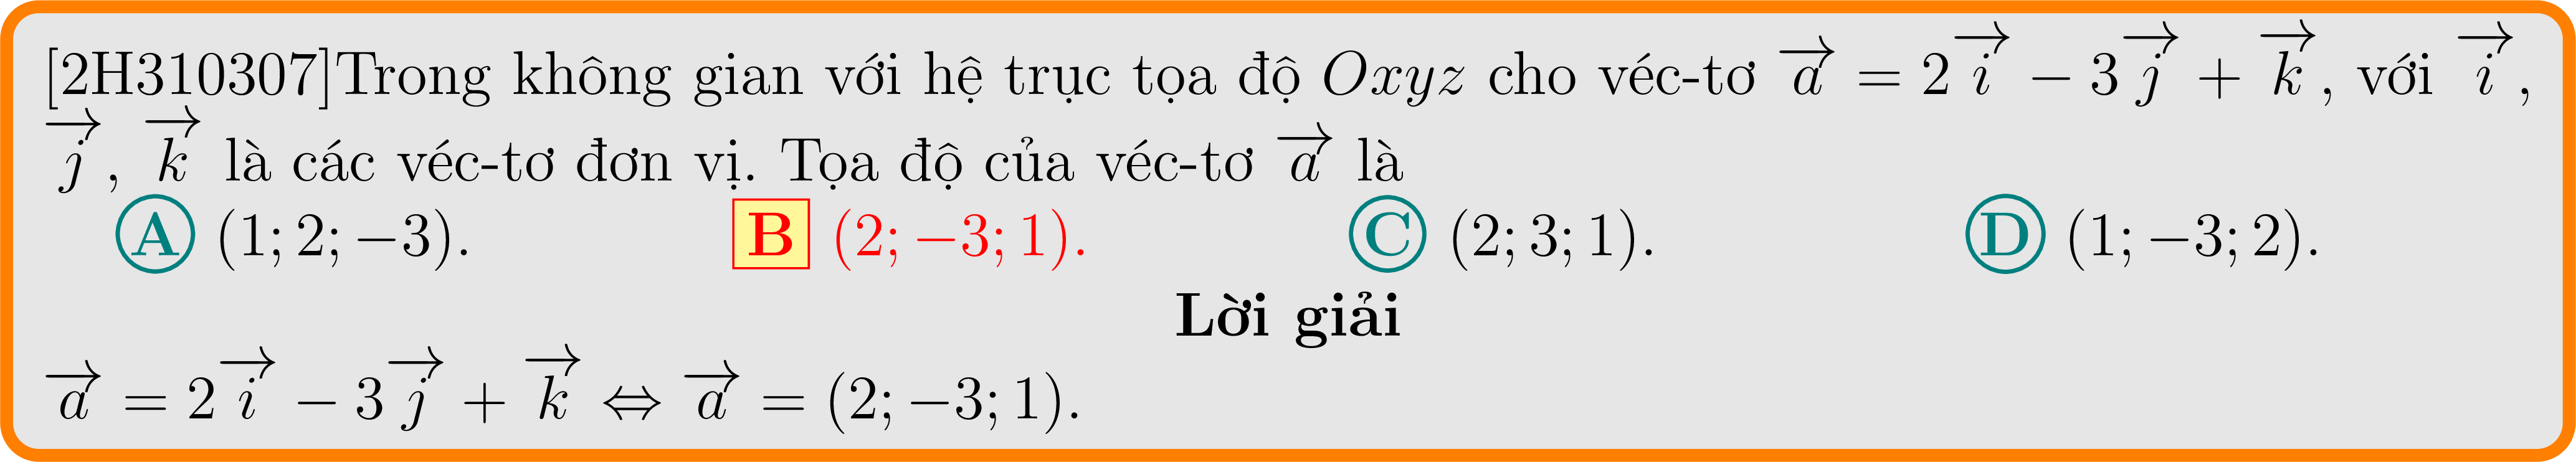 [2H310307]Trong không gian với hệ trục tọa độ Oxyz cho véc-tơ $\overrightarrow{a} = 2\overrightarrow{i} - 3\overrightarrow{j} + \overrightarrow{k}$, với $\overrightarrow{i}$,
$\overrightarrow{j}$, $\overrightarrow{k}$ là các véc-tơ đơn vị. Tọa độ của véc-tơ $\overrightarrow{a}$ là
A (1; 2; −3). B (2; −3; 1). C (2; 3; 1). D (1; −3; 2).
Lời giải
$\overrightarrow{a} = 2\overrightarrow{i} - 3\overrightarrow{j} + \overrightarrow{k} \Leftrightarrow \overrightarrow{a} = (2; -3; 1)$.